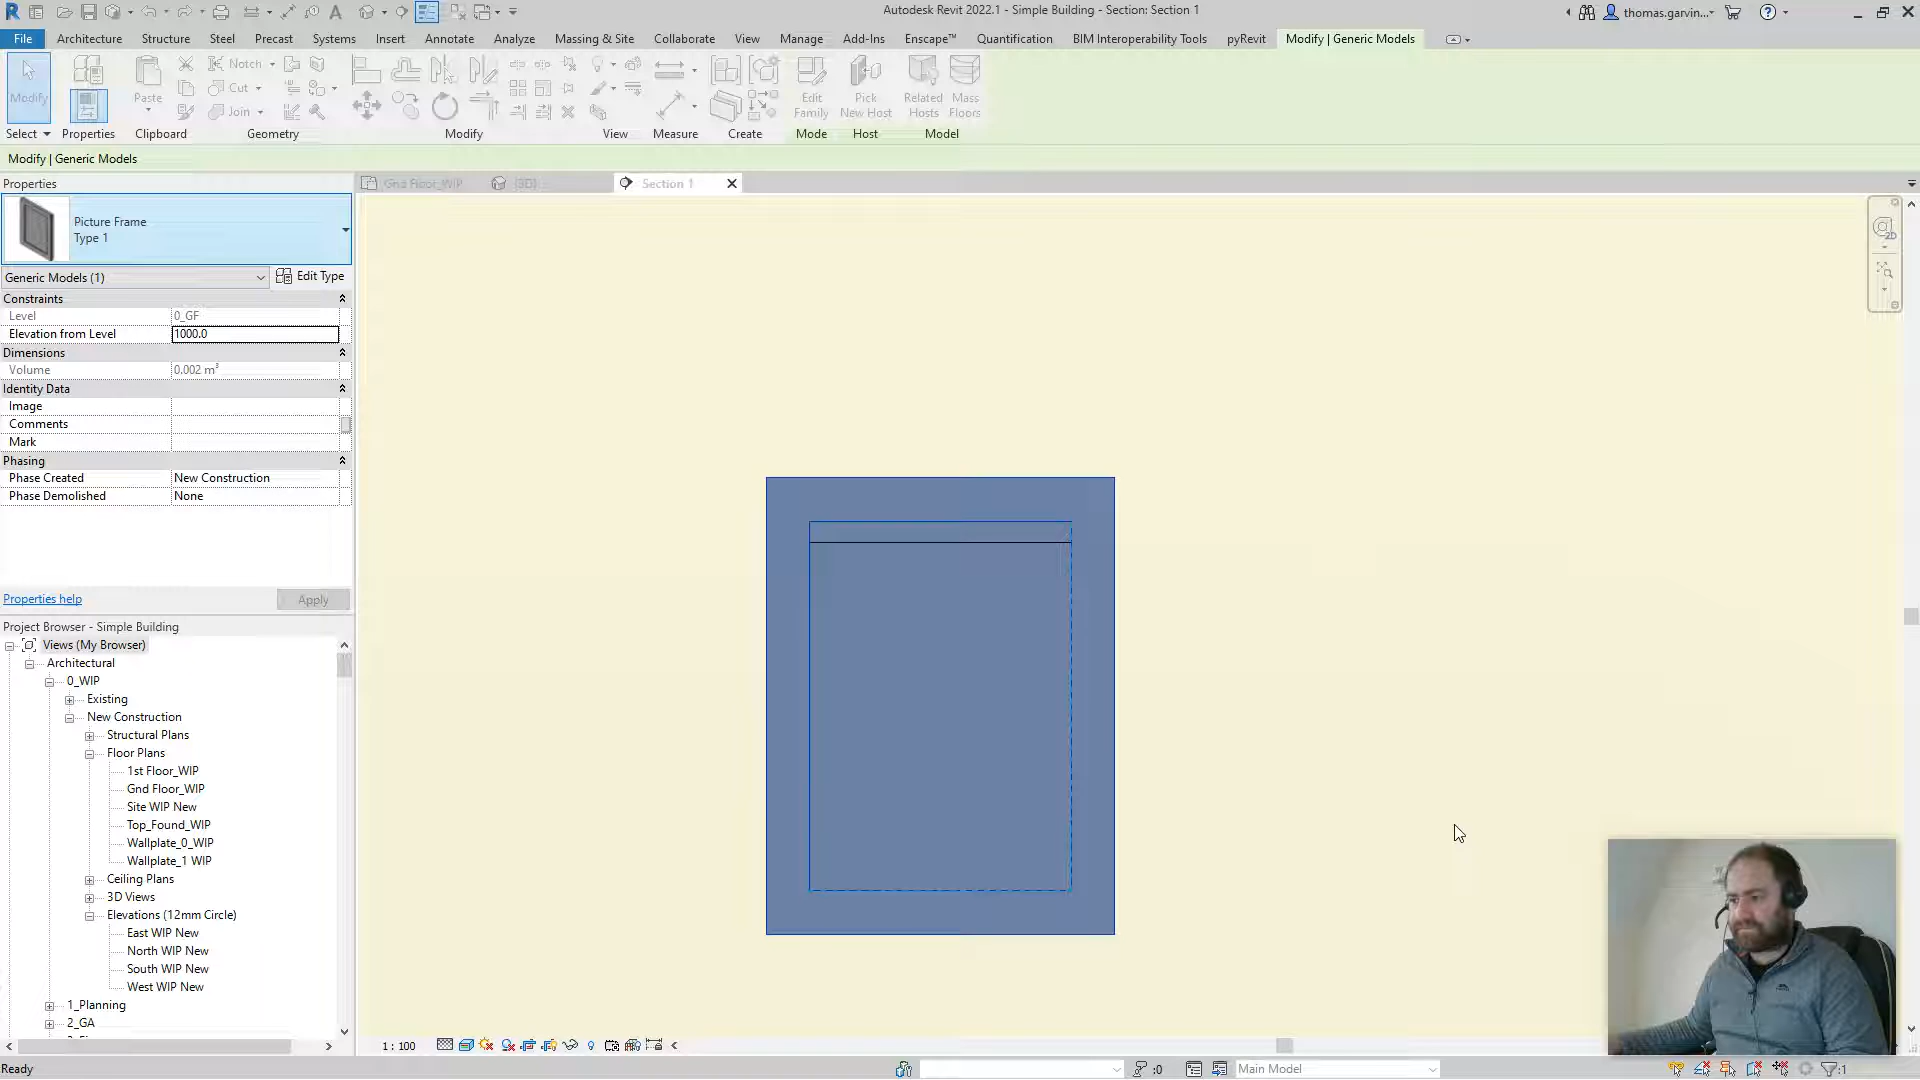 Autodesk Revit 2022.1 - Simple Building - Section: Section 1
thomas.garvin...
File Architecture Structure Steel Precast Systems Insert Annotate Analyze Massing & Site Collaborate View Manage Add-Ins Enscape™ Quantification BIM Interoperability Tools pyRevit Modify | Generic Models
Notch
Cut
Join
Modify
Paste
Edit Family
Pick New Host
Related Hosts
Mass Floors
Select Properties Clipboard Geometry Modify View Measure Create Mode Host Model
Modify | Generic Models
Properties
Gnd Floor_WIP {3D} Section 1
Picture Frame
Type 1
Generic Models (1) Edit Type
Constraints
Level 0_GF
Elevation from Level 1000.0
Dimensions
Volume 0.002 m³
Identity Data
Image
Comments
Mark
Phasing
Phase Created New Construction
Phase Demolished None
Properties help Apply
Project Browser - Simple Building
Views (My Browser)
Architectural
0_WIP
Existing
New Construction
Structural Plans
Floor Plans
1st Floor_WIP
Gnd Floor_WIP
Site WIP New
Top_Found_WIP
Wallplate_0_WIP
Wallplate_1 WIP
Ceiling Plans
3D Views
Elevations (12mm Circle)
East WIP New
North WIP New
South WIP New
West WIP New
1_Planning
2_GA
1 : 100
Ready
:0
Main Model
:1
2D